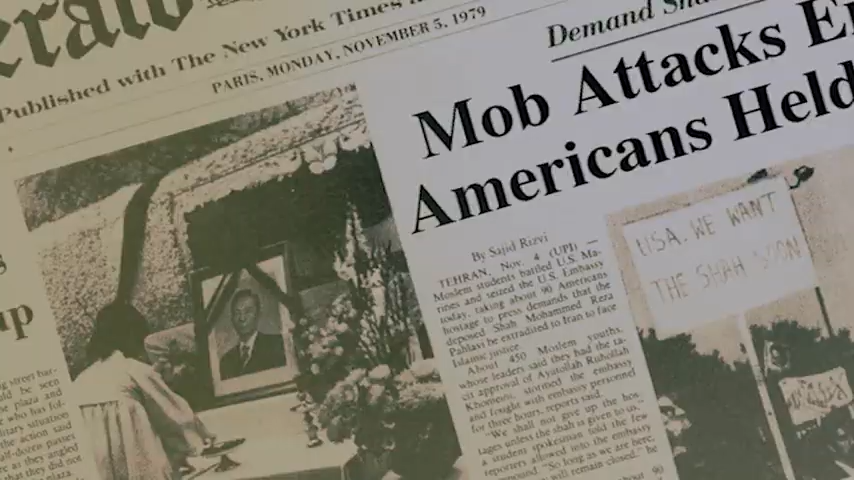 Published with The New York Times
PARIS, MONDAY, NOVEMBER 5, 1979
Demand
Mob Attacks
Americans Held
By Sajid Rizvi
TEHRAN, Nov. 4 (UPI) —
Moslem students battled U.S. Ma-
rines and seized the U.S. Embassy
today, taking about 90 Americans
hostage to press demands that the
deposed Shah Mohammed Reza
Pahlavi be extradited to Iran to face
Islamic justice.
About 450 Moslem youths,
whose leaders said they had the ta-
cit approval of Ayatollah Ruhollah
Khomeini, stormed the embassy
and fought with embassy personnel
for three hours, reports said.
"We shall not give up the hos-
tages unless the shah is given to us,"
a student spokesman told the few
reporters allowed into the embassy
"So long as we are here,
will remain closed," he
about 90
USA. WE WANT
THE SHAH SOON